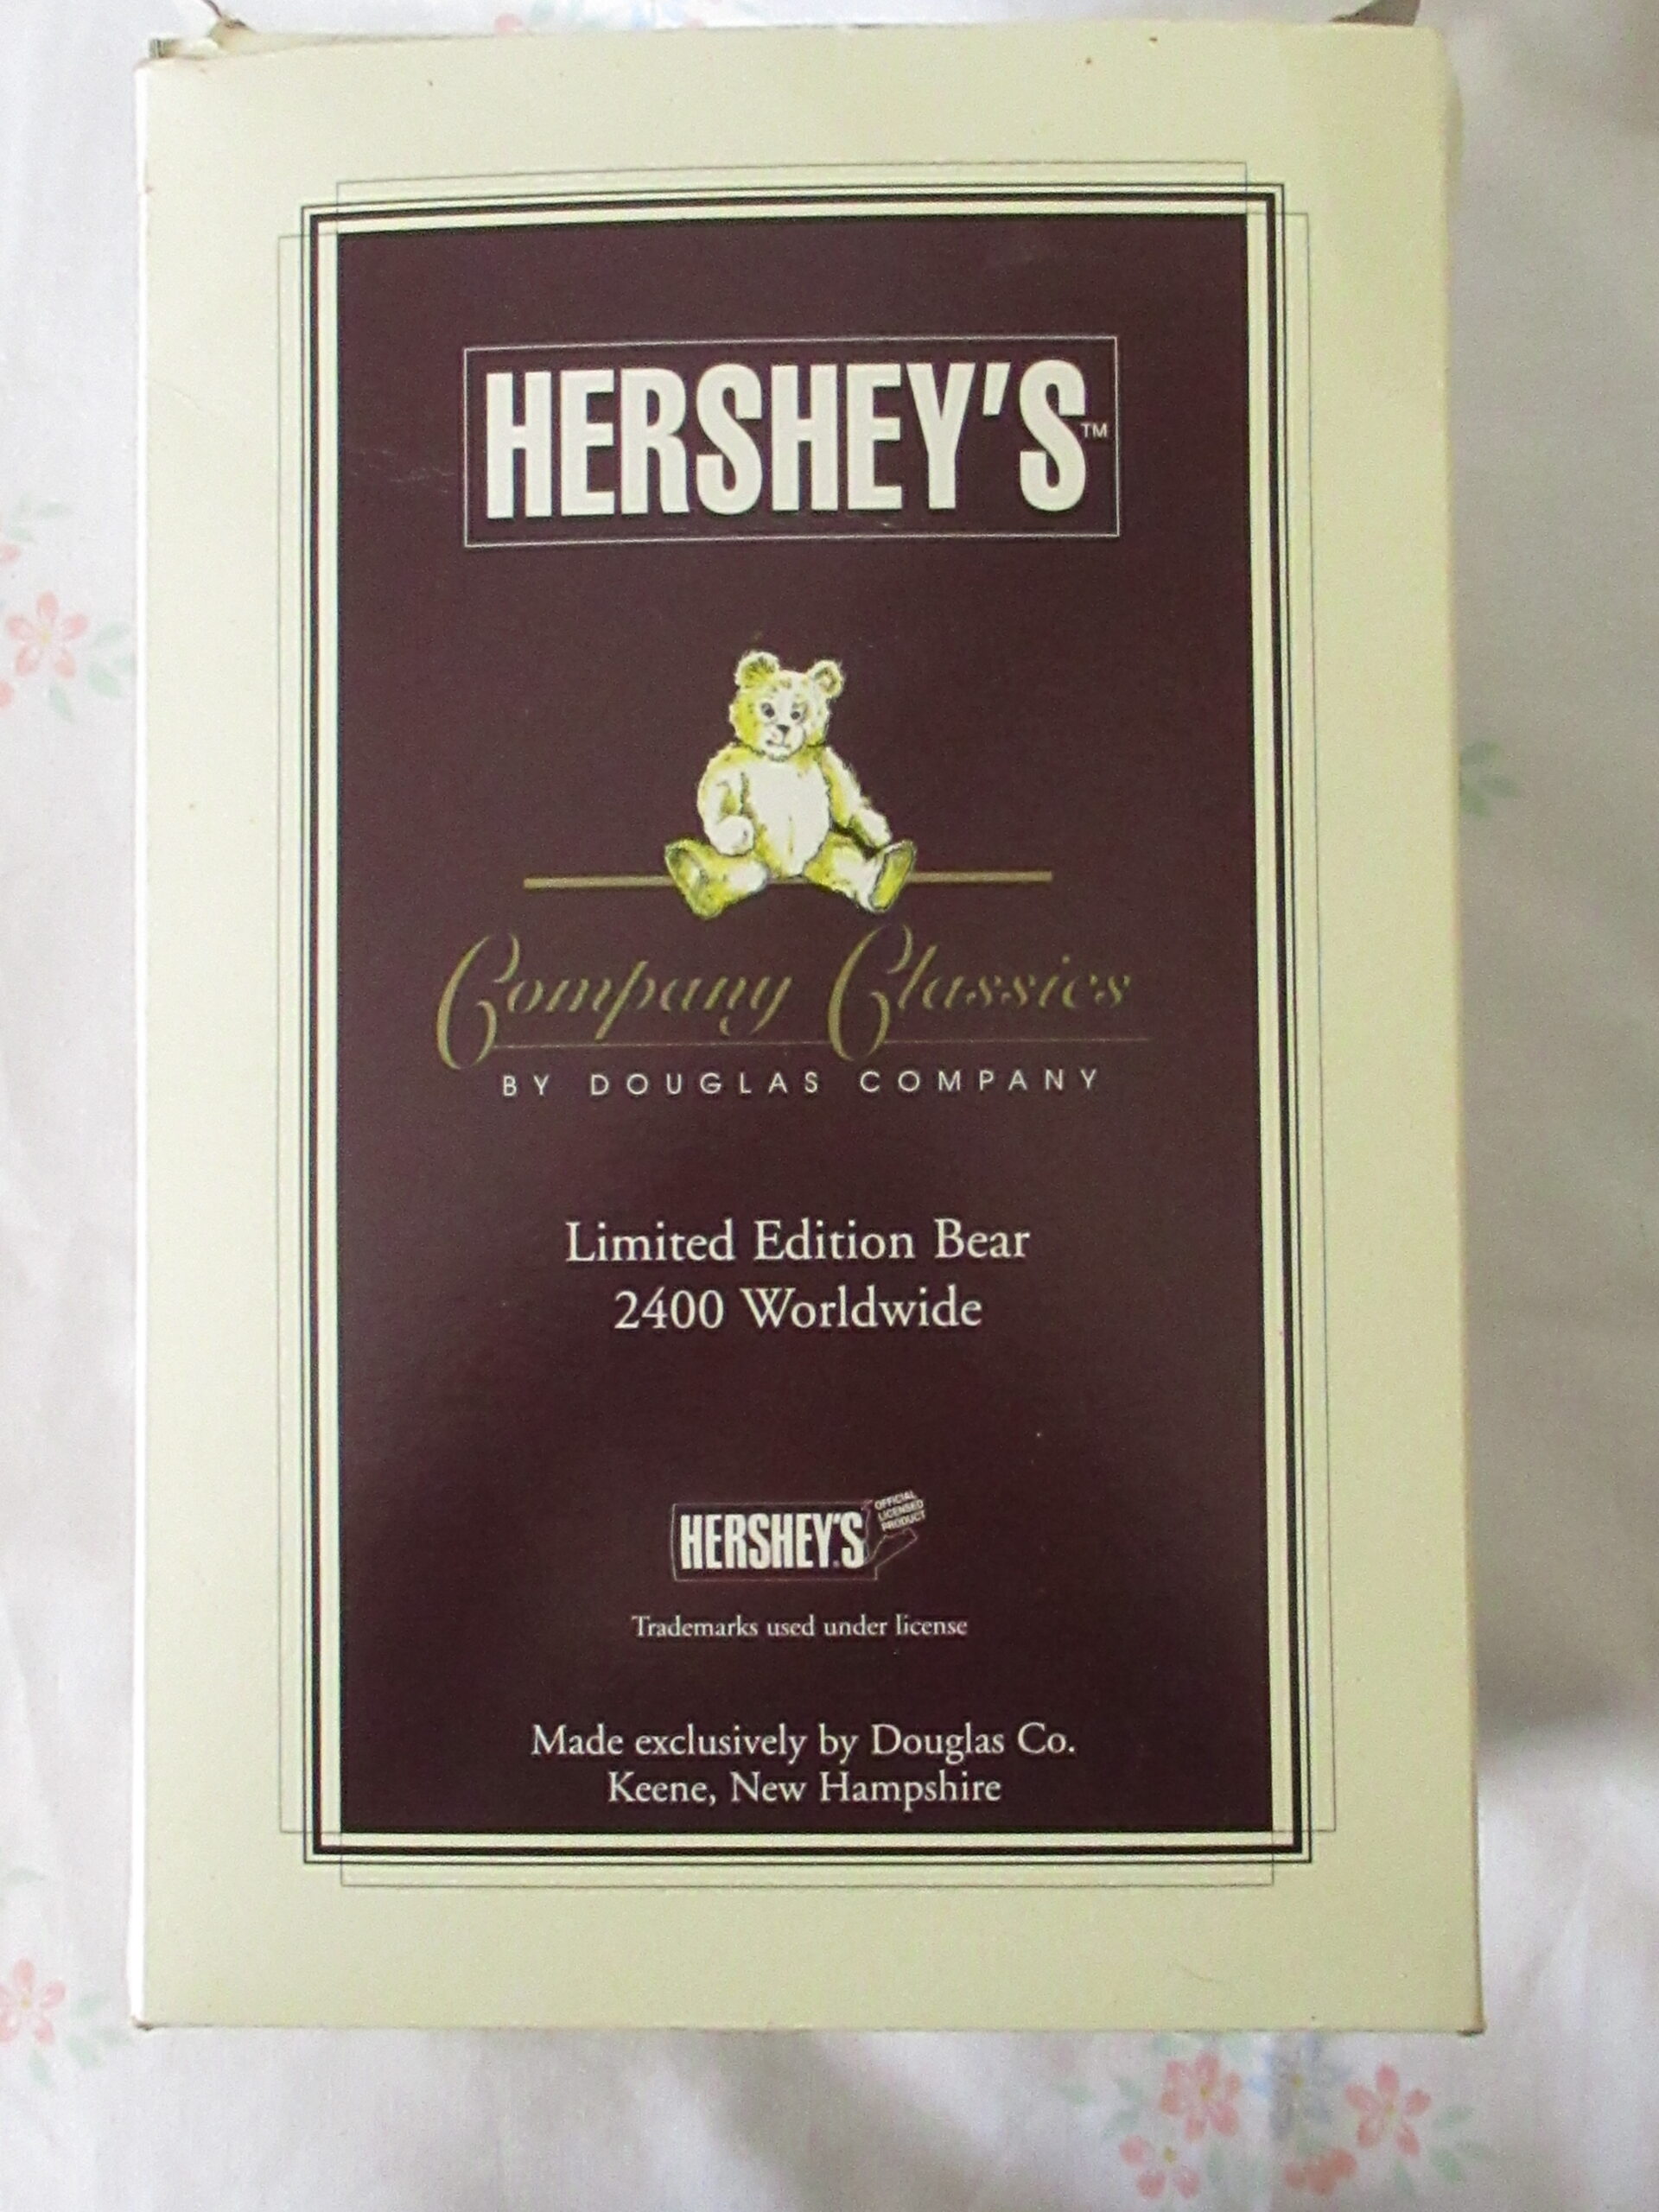 HERSHEY'S™
Company Classics
BY DOUGLAS COMPANY
Limited Edition Bear
2400 Worldwide
HERSHEY'S
OFFICIAL
LICENSED
PRODUCT
Trademarks used under license
Made exclusively by Douglas Co.
Keene, New Hampshire